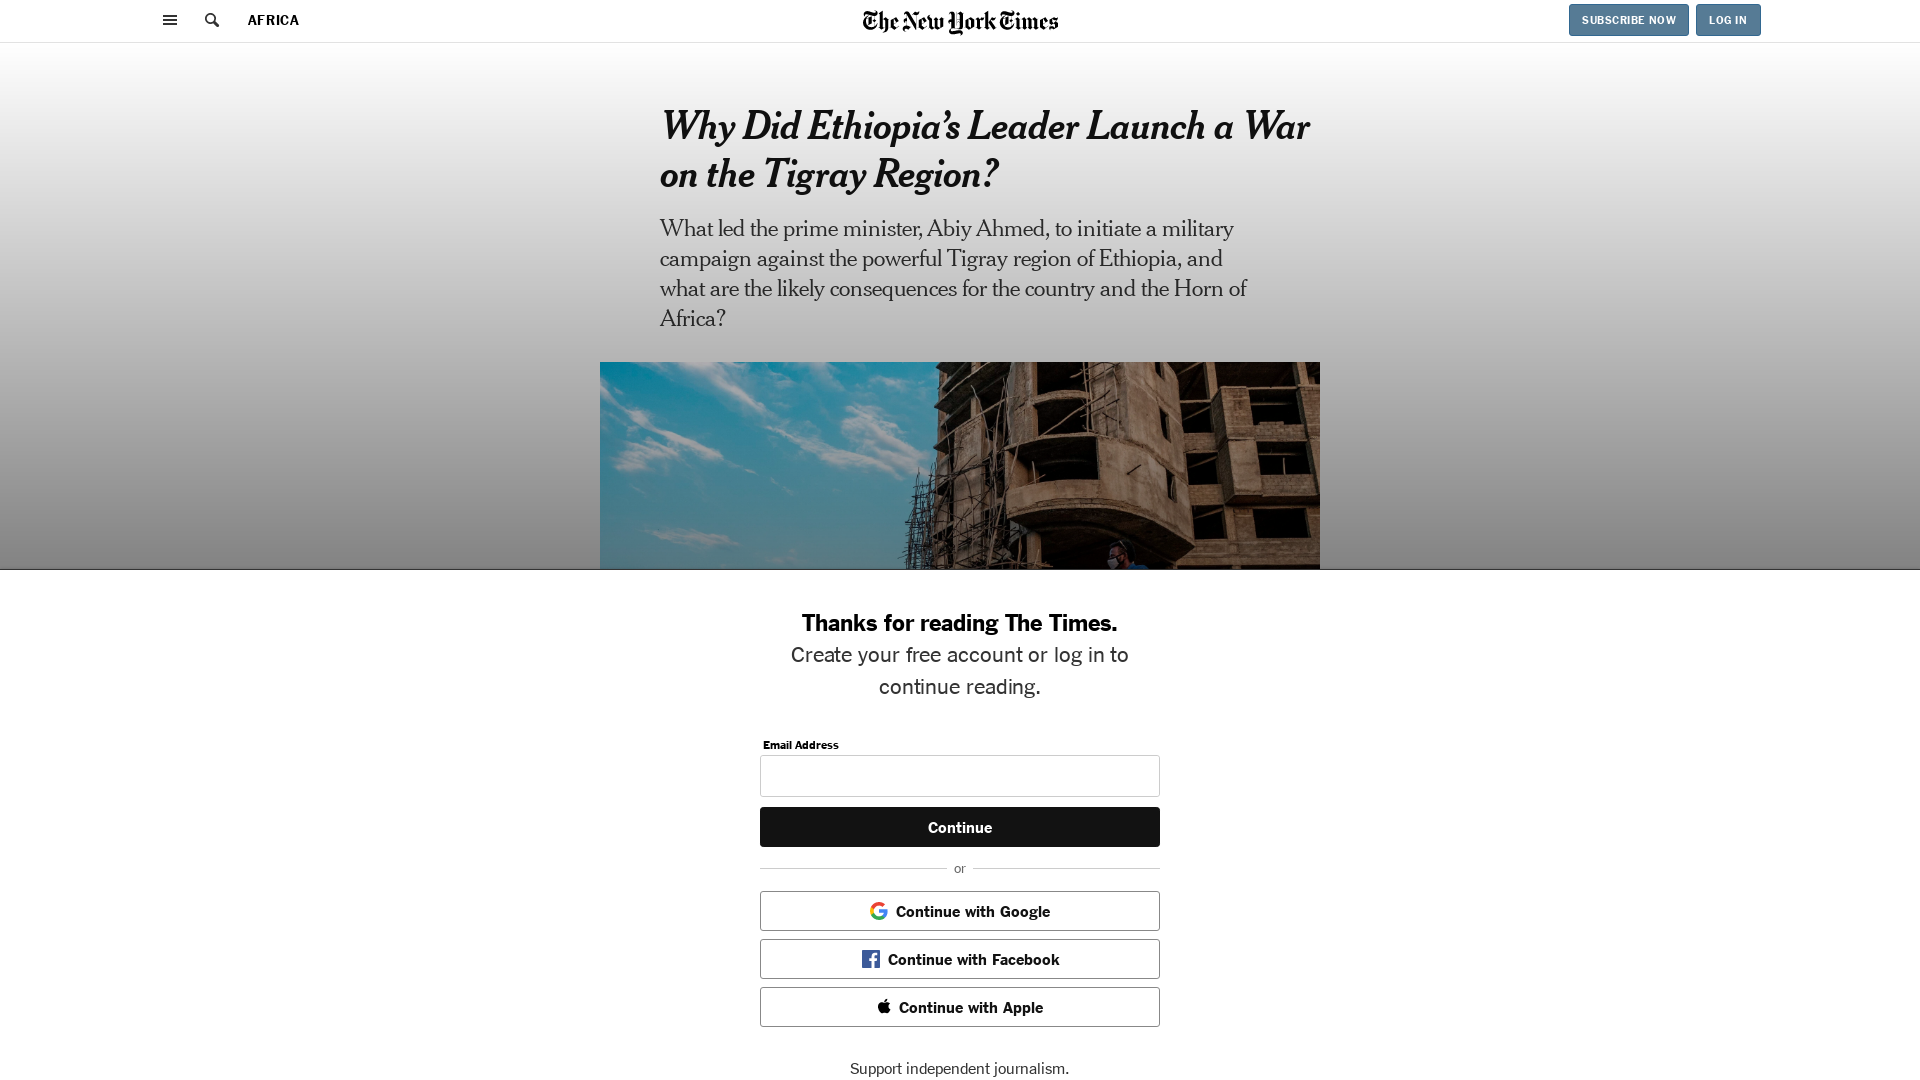 AFRICA
The New York Times
SUBSCRIBE NOW
LOG IN
Why Did Ethiopia’s Leader Launch a War
on the Tigray Region?
What led the prime minister, Abiy Ahmed, to initiate a military
campaign against the powerful Tigray region of Ethiopia, and
what are the likely consequences for the country and the Horn of
Africa?
Thanks for reading The Times.
Create your free account or log in to
continue reading.
Email Address
Continue
or
Continue with Google
Continue with Facebook
Continue with Apple
Support independent journalism.